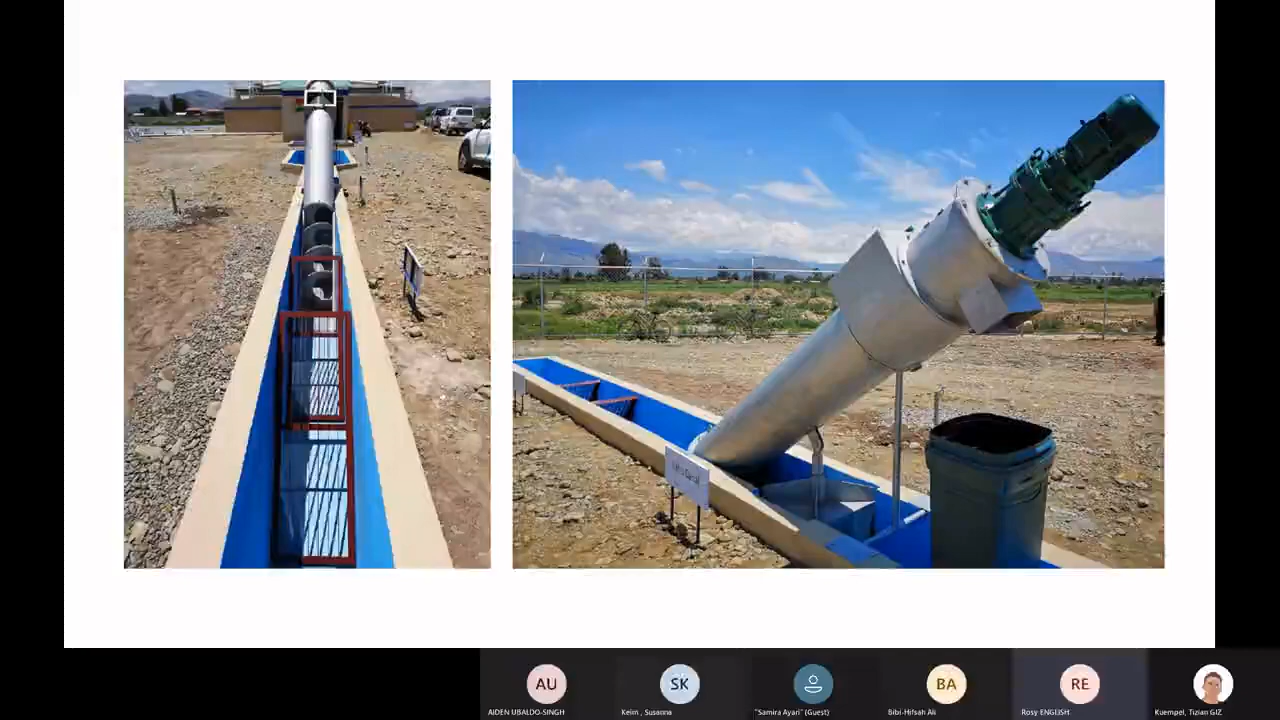 AU
SK
BA
RE
AIDEN UBALDO-SINGH
Keim , Susanna
"Samira Ayari" (Guest)
Bibi-Hifsah Ali
Rosy ENGLISH
Kuempel, Tizian GIZ